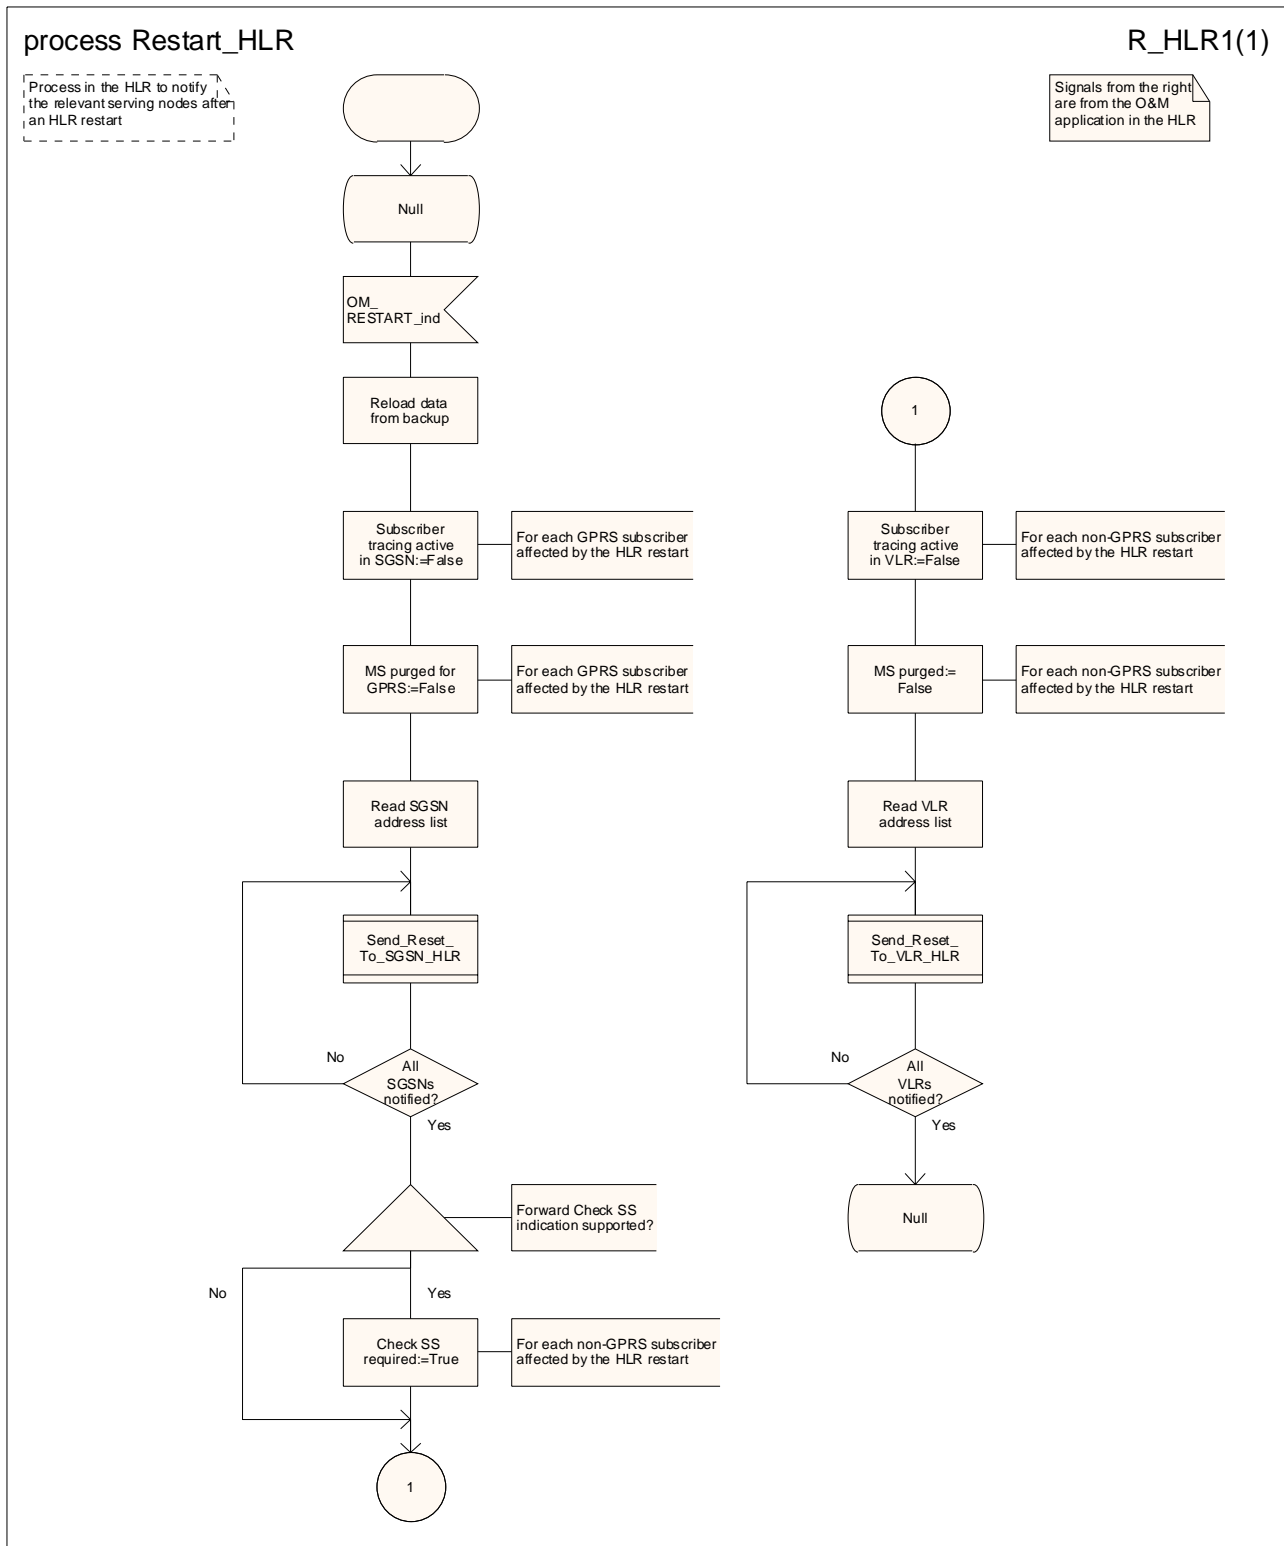 process Restart_HLR
R_HLR1(1)
Process in the HLR to notify
the relevant serving nodes after
an HLR restart
Signals from the right
are from the O&M
application in the HLR
Null
OM_
RESTART_ind
Reload data
from backup
Subscriber
tracing active
in SGSN:=False
For each GPRS subscriber
affected by the HLR restart
MS purged for
GPRS:=False
For each GPRS subscriber
affected by the HLR restart
Read SGSN
address list
Send_Reset_
To_SGSN_HLR
No
All
SGSNs
notified?
Yes
Forward Check SS
indication supported?
No
Yes
Check SS
required:=True
For each non-GPRS subscriber
affected by the HLR restart
1
1
Subscriber
tracing active
in VLR:=False
For each non-GPRS subscriber
affected by the HLR restart
MS purged:=
False
For each non-GPRS subscriber
affected by the HLR restart
Read VLR
address list
Send_Reset_
To_VLR_HLR
No
All
VLRs
notified?
Yes
Null